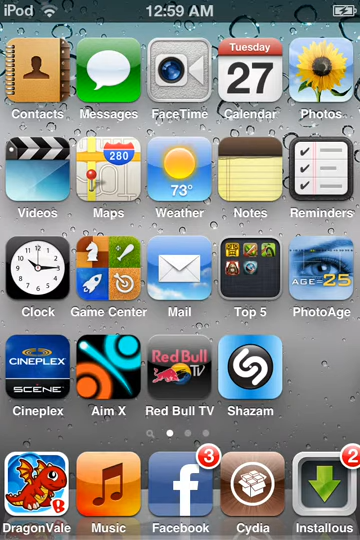 iPod 12:59 AM
Tuesday
27
Contacts Messages FaceTime Calendar Photos
280
73°
Videos Maps Weather Notes Reminders
AGE=25
Clock Game Center Mail Top 5 PhotoAge
CINEPLEX
SCENE
Red Bull
TV
Cineplex Aim X Red Bull TV Shazam
3
2
DragonVale Music Facebook Cydia Installous